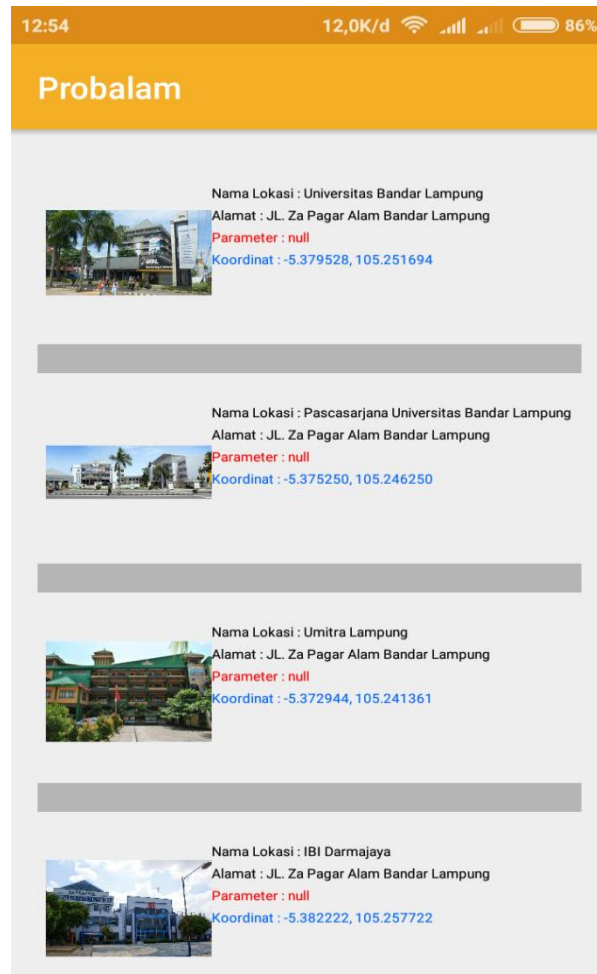 12:54 12,0K/d 86%
Probalam
Nama Lokasi : Universitas Bandar Lampung
Alamat : JL. Za Pagar Alam Bandar Lampung
Parameter : null
Koordinat : -5.379528, 105.251694
Nama Lokasi : Pascasarjana Universitas Bandar Lampung
Alamat : JL. Za Pagar Alam Bandar Lampung
Parameter : null
Koordinat : -5.375250, 105.246250
Nama Lokasi : Umitra Lampung
Alamat : JL. Za Pagar Alam Bandar Lampung
Parameter : null
Koordinat : -5.372944, 105.241361
Nama Lokasi : IBI Darmajaya
Alamat : JL. Za Pagar Alam Bandar Lampung
Parameter : null
Koordinat : -5.382222, 105.257722